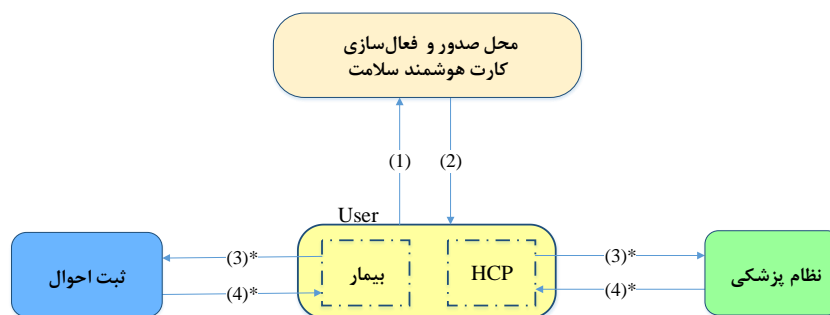 محل صدور و فعال‌سازی
کارت هوشمند سلامت
(1)
(2)
User
ثبت احوال
(3)*
(4)*
بیمار
HCP
(3)*
(4)*
نظام پزشکی